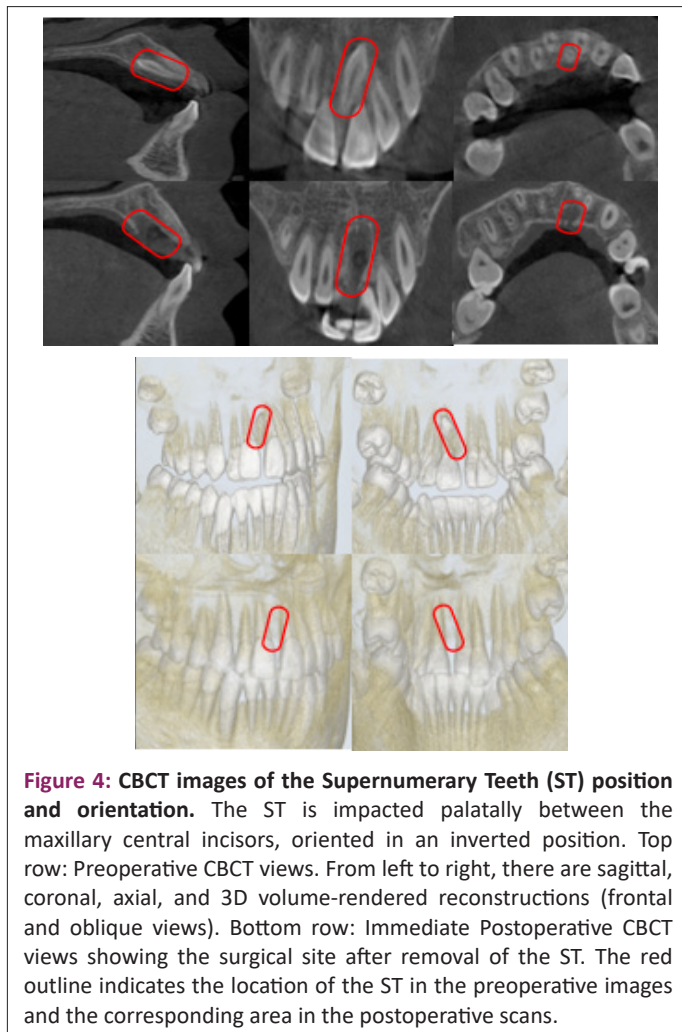 Figure 4: CBCT images of the Supernumerary Teeth (ST) position
and orientation. The ST is impacted palatally between the
maxillary central incisors, oriented in an inverted position. Top
row: Preoperative CBCT views. From left to right, there are sagittal,
coronal, axial, and 3D volume-rendered reconstructions (frontal
and oblique views). Bottom row: Immediate Postoperative CBCT
views showing the surgical site after removal of the ST. The red
outline indicates the location of the ST in the preoperative images
and the corresponding area in the postoperative scans.